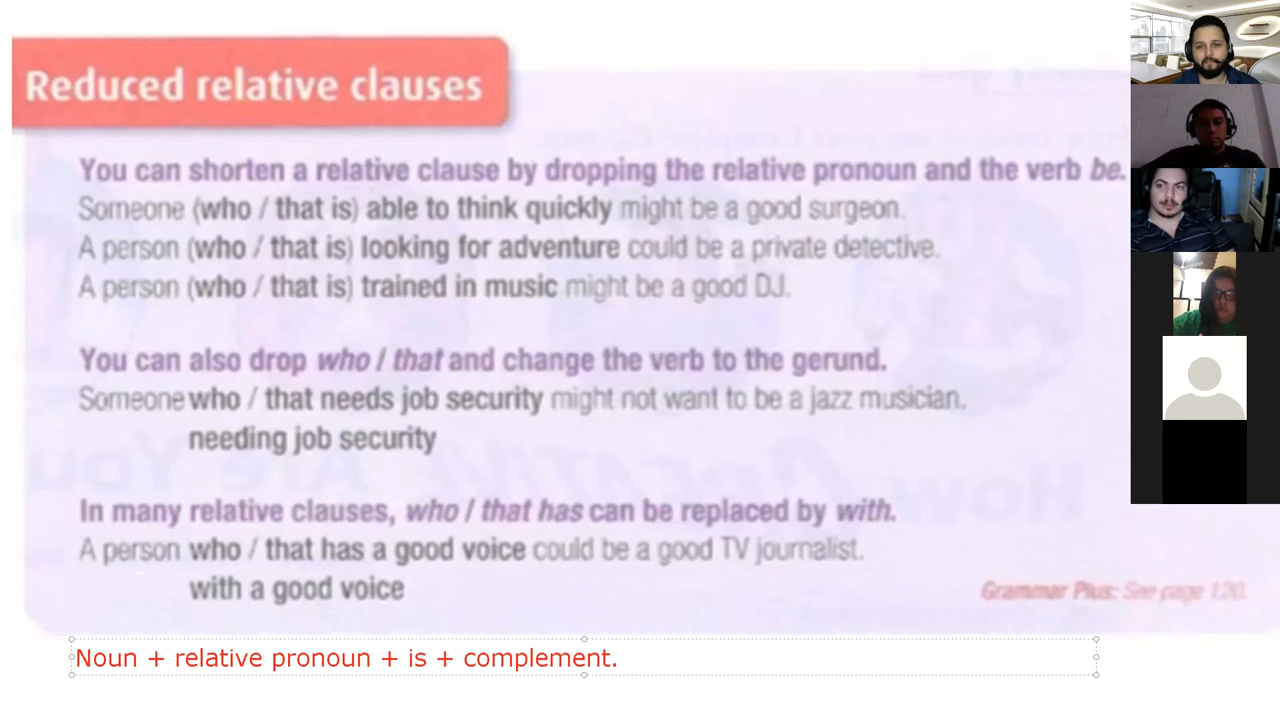 Reduced relative clauses
You can shorten a relative clause by dropping the relative pronoun and the verb be.
Someone (who / that is) able to think quickly might be a good surgeon.
A person (who / that is) looking for adventure could be a private detective.
A person (who / that is) trained in music might be a good DJ.
You can also drop who / that and change the verb to the gerund.
Someone who / that needs job security might not want to be a jazz musician.
needing job security
In many relative clauses, who / that has can be replaced by with.
A person who / that has a good voice could be a good TV journalist.
with a good voice
Grammar Plus: See page 120.
Noun + relative pronoun + is + complement.